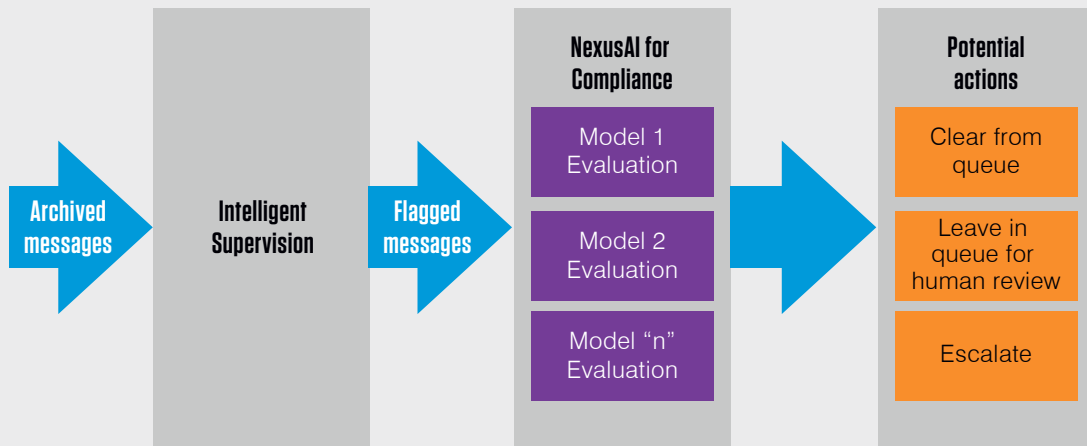 Archived
messages
Intelligent
Supervision
Flagged
messages
NexusAI for
Compliance
Model 1
Evaluation
Model 2
Evaluation
Model “n”
Evaluation
Potential
actions
Clear from
queue
Leave in
queue for
human review
Escalate